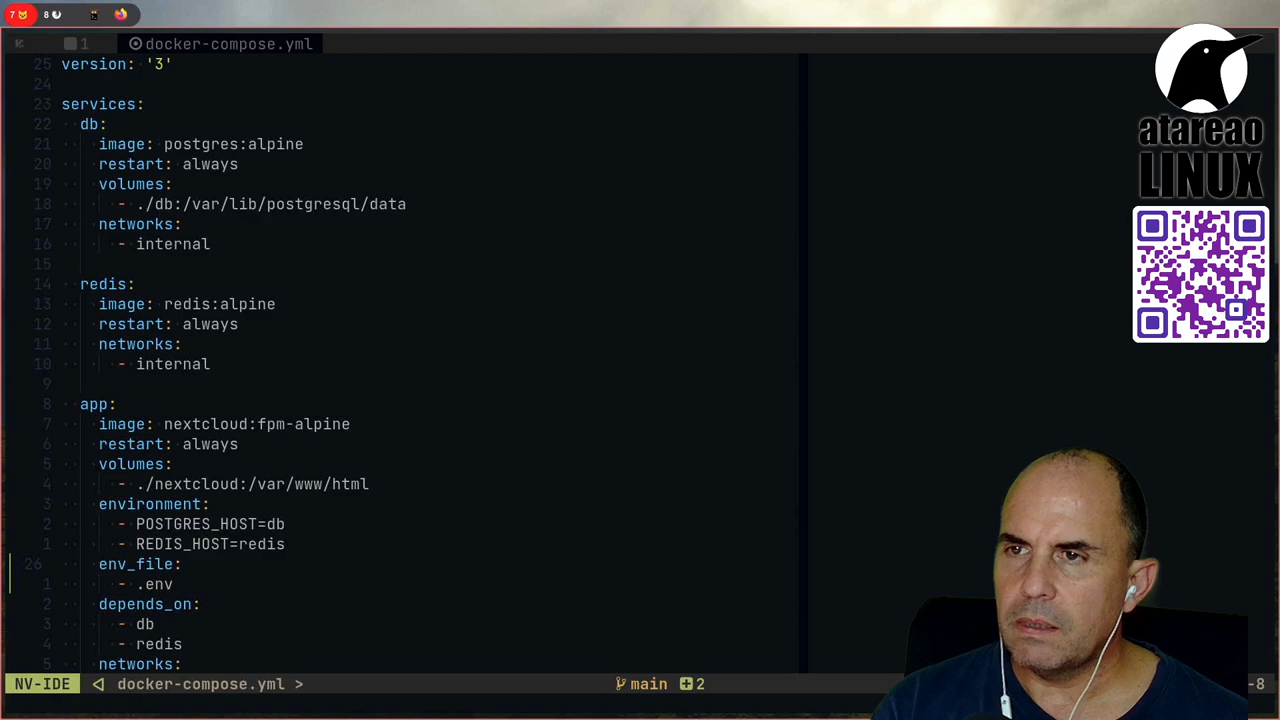 7 8
1 docker-compose.yml
25 version: '3'
24
23 services:
22 db:
21 image: postgres:alpine
20 restart: always
19 volumes:
18 - ./db:/var/lib/postgresql/data
17 networks:
16 - internal
15
14 redis:
13 image: redis:alpine
12 restart: always
11 networks:
10 - internal
9
8 app:
7 image: nextcloud:fpm-alpine
6 restart: always
5 volumes:
4 - ./nextcloud:/var/www/html
3 environment:
2 - POSTGRES_HOST=db
1 - REDIS_HOST=redis
26 env_file:
1 - .env
2 depends_on:
3 - db
4 - redis
5 networks:
NV-IDE docker-compose.yml > main 2 -8
atareao
LINUX